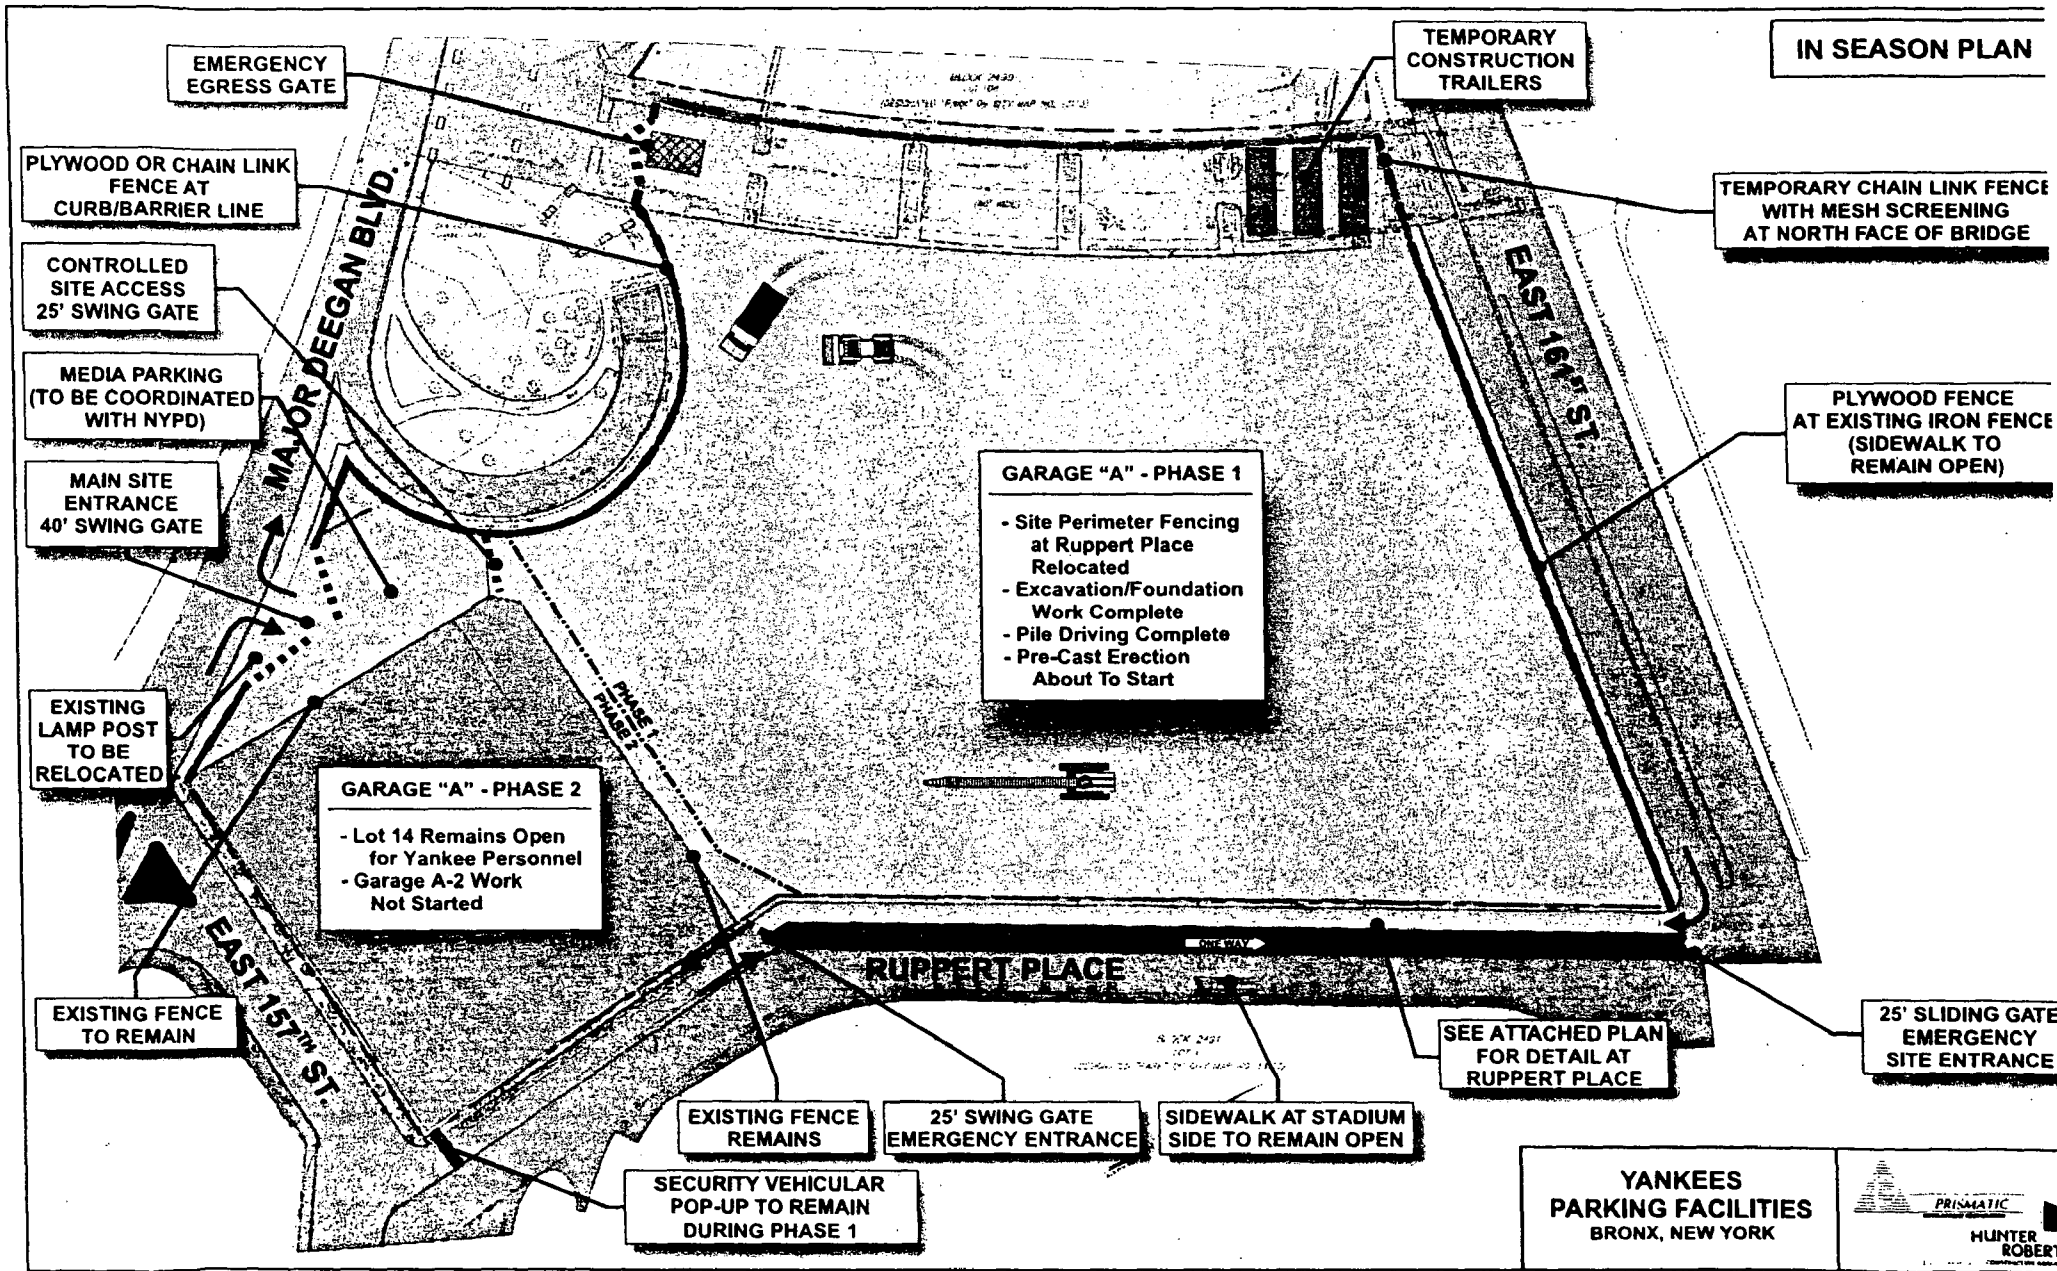 IN SEASON PLAN
TEMPORARY
CONSTRUCTION
TRAILERS
EMERGENCY
EGRESS GATE
PLYWOOD OR CHAIN LINK
FENCE AT
CURB/BARRIER LINE
TEMPORARY CHAIN LINK FENCE
WITH MESH SCREENING
AT NORTH FACE OF BRIDGE
CONTROLLED
SITE ACCESS
25' SWING GATE
MAJOR DEEGAN BLVD.
EAST 161ST ST.
MEDIA PARKING
(TO BE COORDINATED
WITH NYPD)
PLYWOOD FENCE
AT EXISTING IRON FENCE
(SIDEWALK TO
REMAIN OPEN)
MAIN SITE
ENTRANCE
40' SWING GATE
GARAGE "A" - PHASE 1
- Site Perimeter Fencing
at Ruppert Place
Relocated
- Excavation/Foundation
Work Complete
- Pile Driving Complete
- Pre-Cast Erection
About To Start
EXISTING
LAMP POST
TO BE
RELOCATED
PHASE 1
PHASE 2
GARAGE "A" - PHASE 2
- Lot 14 Remains Open
for Yankee Personnel
- Garage A-2 Work
Not Started
ONE WAY
RUPPERT PLACE
EAST 157TH ST.
EXISTING FENCE
TO REMAIN
25' SLIDING GATE
EMERGENCY
SITE ENTRANCE
SEE ATTACHED PLAN
FOR DETAIL AT
RUPPERT PLACE
EXISTING FENCE
REMAINS
25' SWING GATE
EMERGENCY ENTRANCE
SIDEWALK AT STADIUM
SIDE TO REMAIN OPEN
SECURITY VEHICULAR
POP-UP TO REMAIN
DURING PHASE 1
YANKEES
PARKING FACILITIES
BRONX, NEW YORK
PRISMATIC
HUNTER
ROBERT